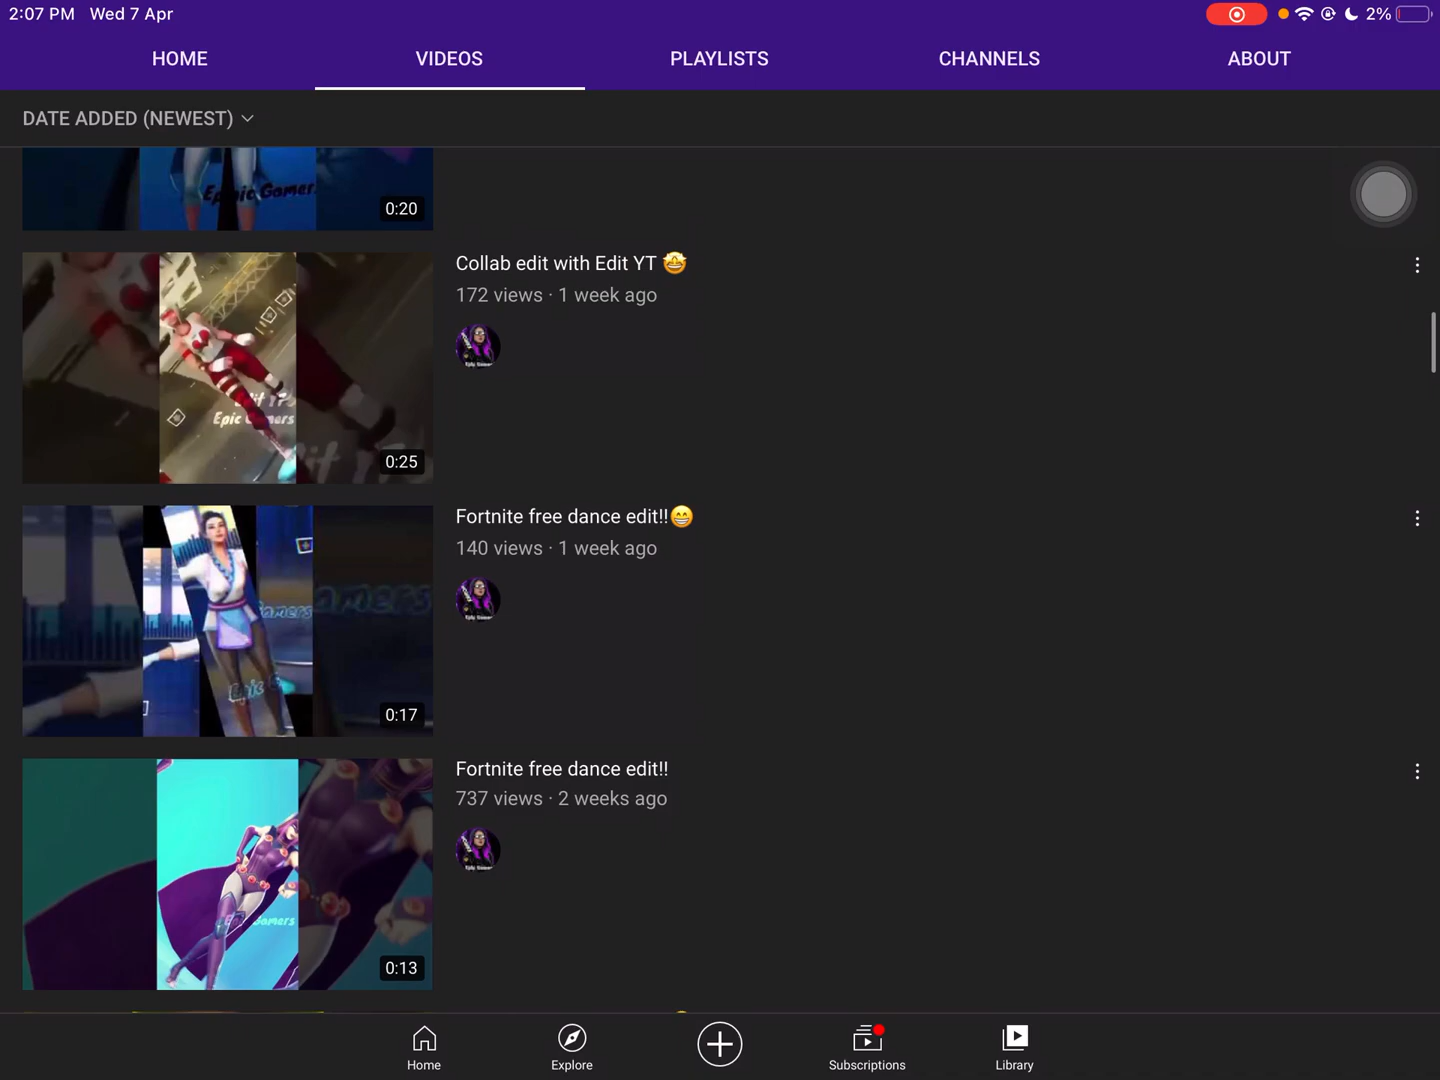 2:07 PM Wed 7 Apr
2%
HOME VIDEOS PLAYLISTS CHANNELS ABOUT
DATE ADDED (NEWEST)
0:20
Collab edit with Edit YT 🤩
172 views · 1 week ago
Epic Gamers
0:25
Fortnite free dance edit!!😁
140 views · 1 week ago
0:17
Fortnite free dance edit!!
737 views · 2 weeks ago
0:13
Home Explore Subscriptions Library